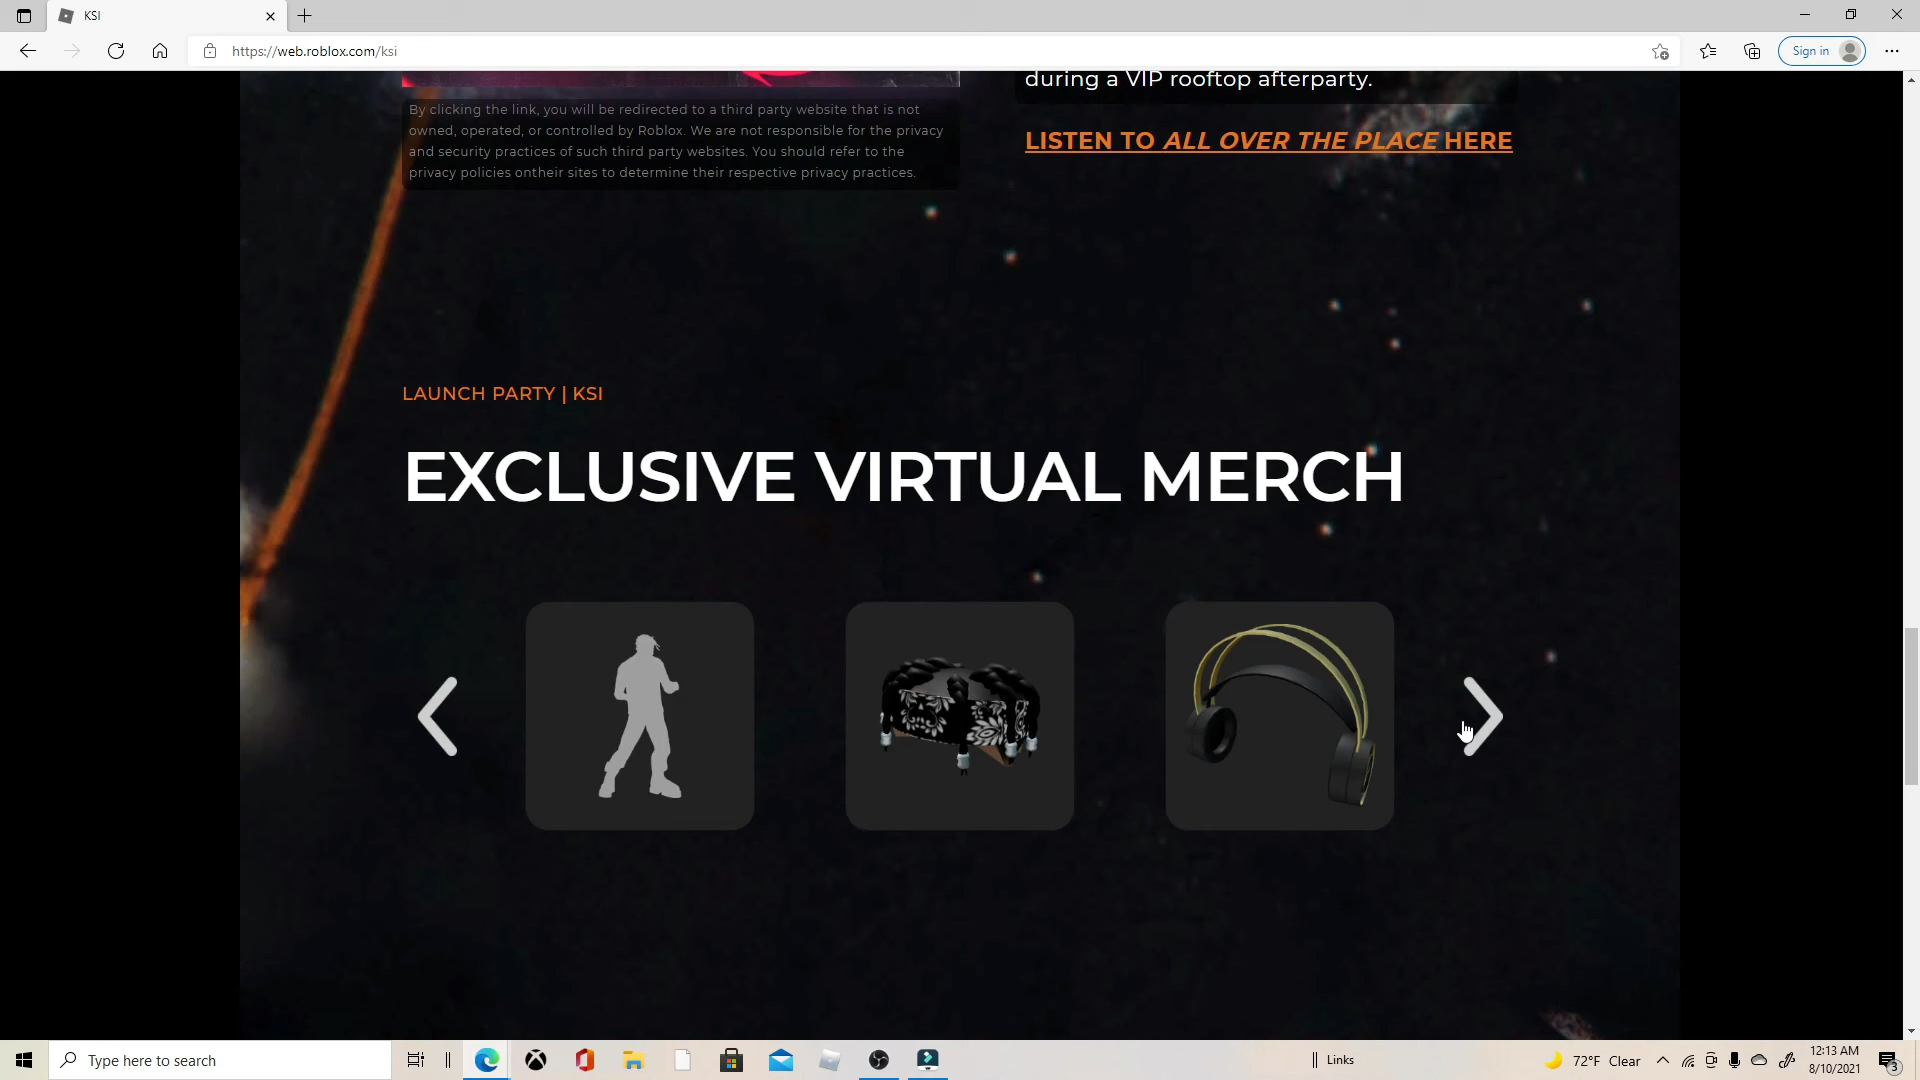 KSI
https://web.roblox.com/ksi
Sign in
during a VIP rooftop afterparty.
By clicking the link, you will be redirected to a third party website that is not
owned, operated, or controlled by Roblox. We are not responsible for the privacy
and security practices of such third party websites. You should refer to the
privacy policies ontheir sites to determine their respective privacy practices.
LISTEN TO ALL OVER THE PLACE HERE
LAUNCH PARTY | KSI
EXCLUSIVE VIRTUAL MERCH
Type here to search
Links
72°F Clear
12:13 AM
8/10/2021
3